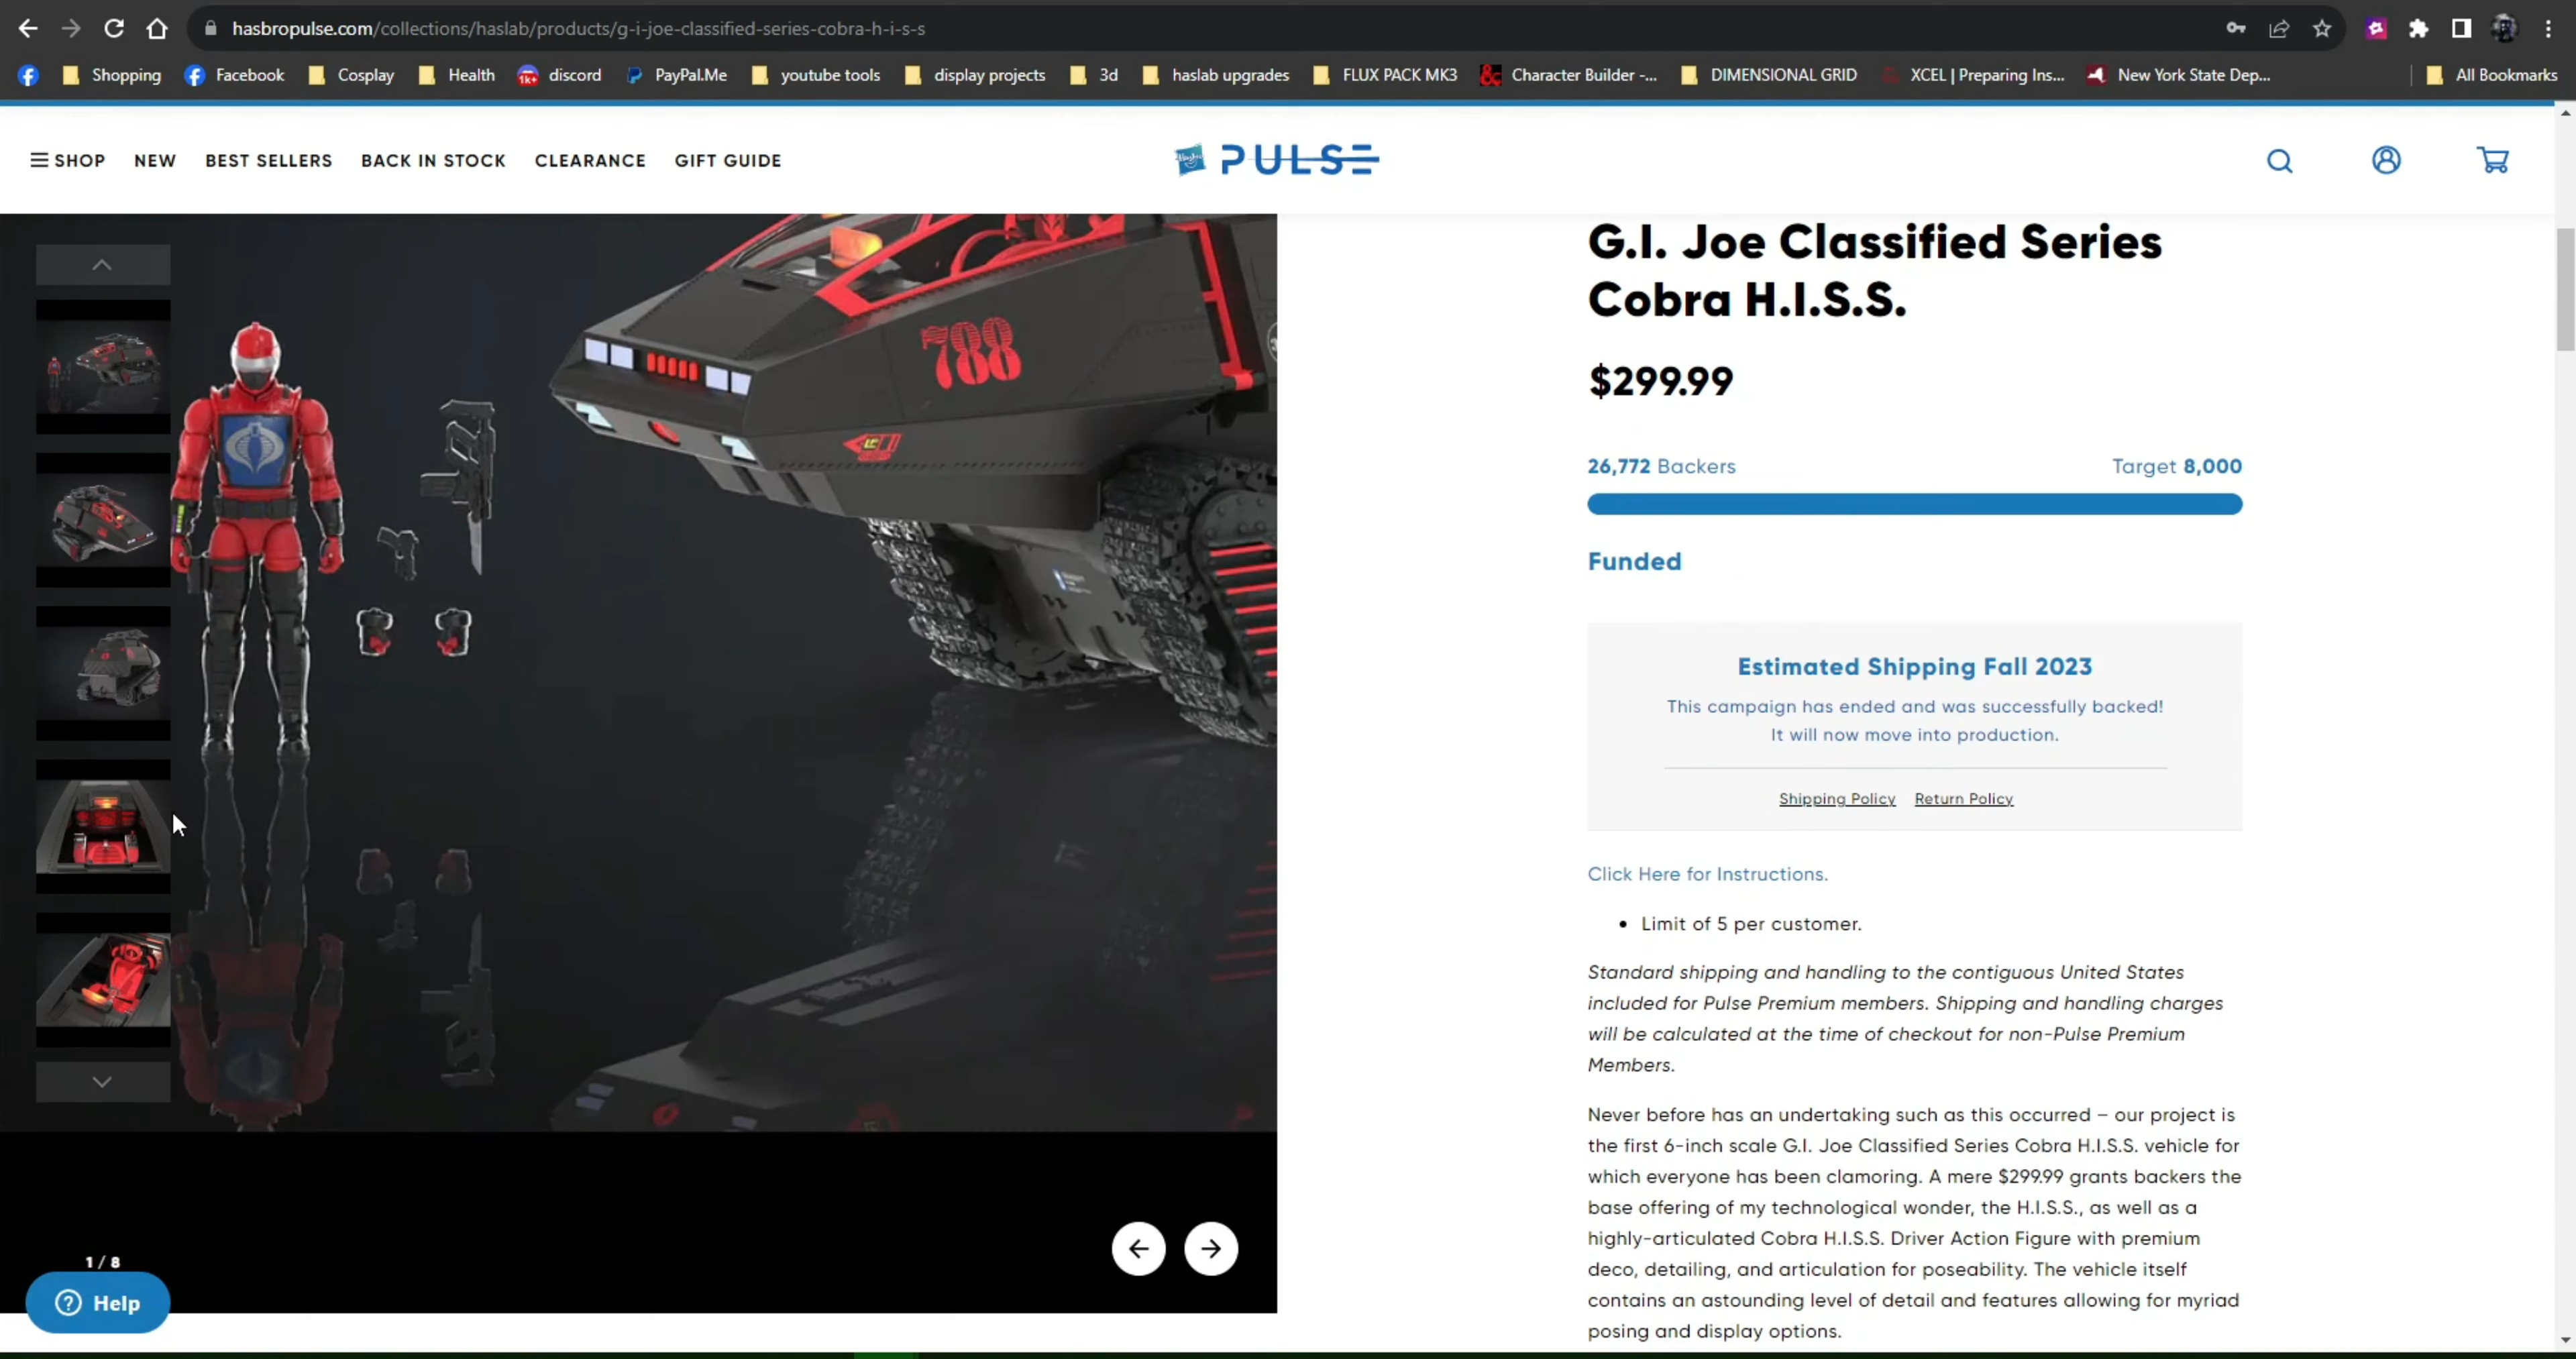 hasbropulse.com/collections/haslab/products/g-i-joe-classified-series-cobra-h-i-s-s
Shopping Facebook Cosplay Health discord PayPal.Me youtube tools display projects 3d haslab upgrades FLUX PACK MK3 Character Builder -... DIMENSIONAL GRID XCEL | Preparing Ins... New York State Dep... All Bookmarks
1k+
SHOP NEW BEST SELLERS BACK IN STOCK CLEARANCE GIFT GUIDE
Hasbro PULSE
788
G.I. Joe Classified Series
Cobra H.I.S.S.
$299.99
26,772 Backers Target 8,000
Funded
Estimated Shipping Fall 2023
This campaign has ended and was successfully backed!
It will now move into production.
Shipping Policy Return Policy
Click Here for Instructions.
• Limit of 5 per customer.
Standard shipping and handling to the contiguous United States
included for Pulse Premium members. Shipping and handling charges
will be calculated at the time of checkout for non-Pulse Premium
Members.
Never before has an undertaking such as this occurred – our project is
the first 6-inch scale G.I. Joe Classified Series Cobra H.I.S.S. vehicle for
which everyone has been clamoring. A mere $299.99 grants backers the
base offering of my technological wonder, the H.I.S.S., as well as a
highly-articulated Cobra H.I.S.S. Driver Action Figure with premium
deco, detailing, and articulation for poseability. The vehicle itself
contains an astounding level of detail and features allowing for myriad
posing and display options.
1 / 8
Help